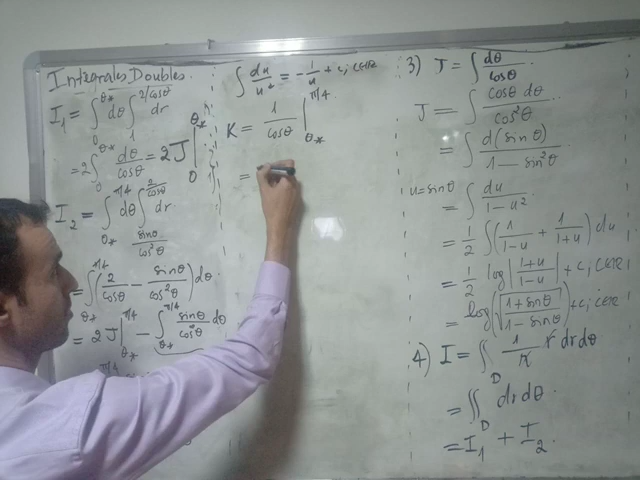 Integrales Doubles.
I₁ = ∫₀^θ* dθ ∫₁^2/cosθ dr
= 2 ∫₀^θ* dθ/cosθ = 2 J |₀^θ*
I₂ = ∫_θ*^π/4 dθ ∫_sinθ/cos²θ^2/cosθ dr
= ∫_θ*^π/4 (2/cosθ - sinθ/cos²θ) dθ
= 2 J |_θ*^π/4 - ∫_θ*^π/4 sinθ/cos²θ dθ
π/4
∫ du/u² = -1/u + c, c∈ℝ
K = 1/cosθ |_θ*^π/4
=
3) J = ∫ dθ/cosθ
J = ∫ cosθ dθ/cos²θ
= ∫ d(sinθ)/1 - sin²θ
u = sinθ = ∫ du/1 - u²
= 1/2 ∫ (1/1-u + 1/1+u) du
= 1/2 log |1+u/1-u| + c, c∈ℝ
= log(√1+sinθ/1-sinθ) + c, c∈ℝ
4) I = ∬_D 1/r r dr dθ
= ∬_D dr dθ.
= I₁ + I₂.